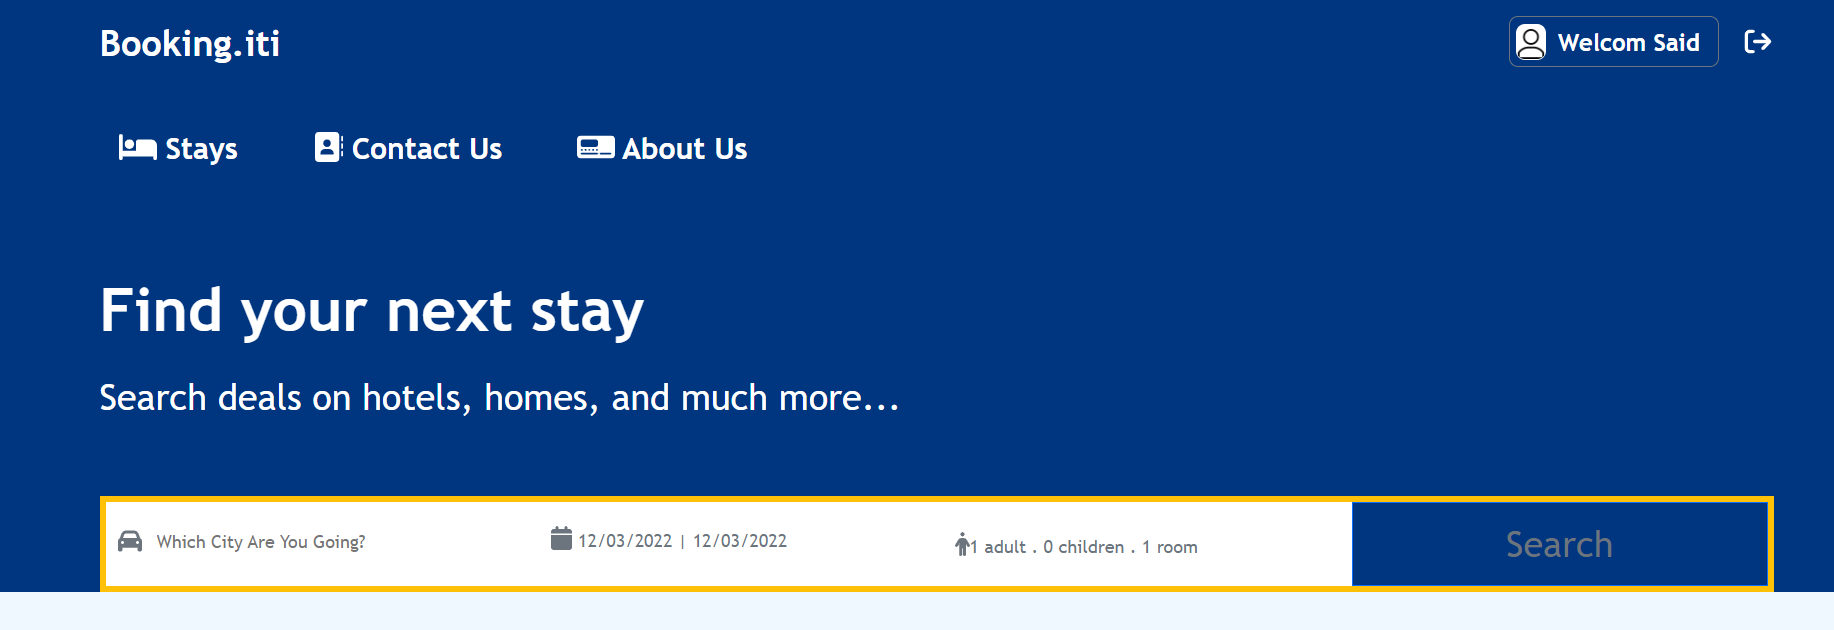 Booking.iti
Welcom Said
Stays
Contact Us
About Us
Find your next stay
Search deals on hotels, homes, and much more...
Which City Are You Going?
12/03/2022 | 12/03/2022
1 adult . 0 children . 1 room
Search